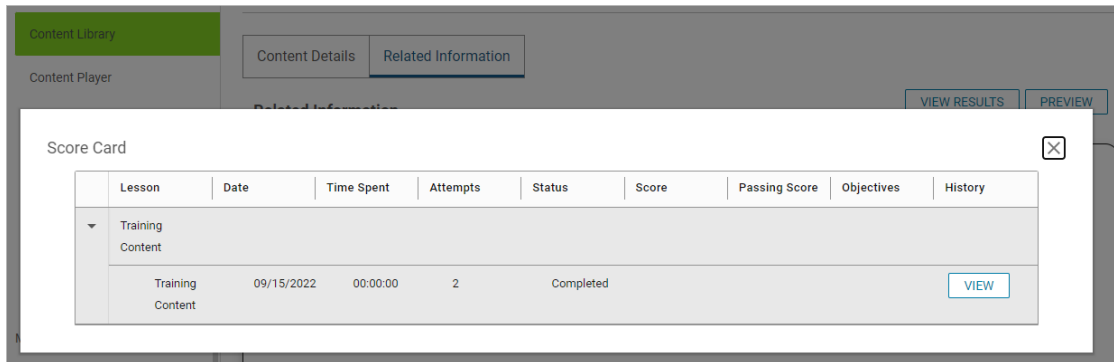 Content Library
Content Details Related Information
Content Player
Related Information
VIEW RESULTS PREVIEW
Score Card
Lesson Date Time Spent Attempts Status Score Passing Score Objectives History
Training
Content
Training 09/15/2022 00:00:00 2 Completed VIEW
Content